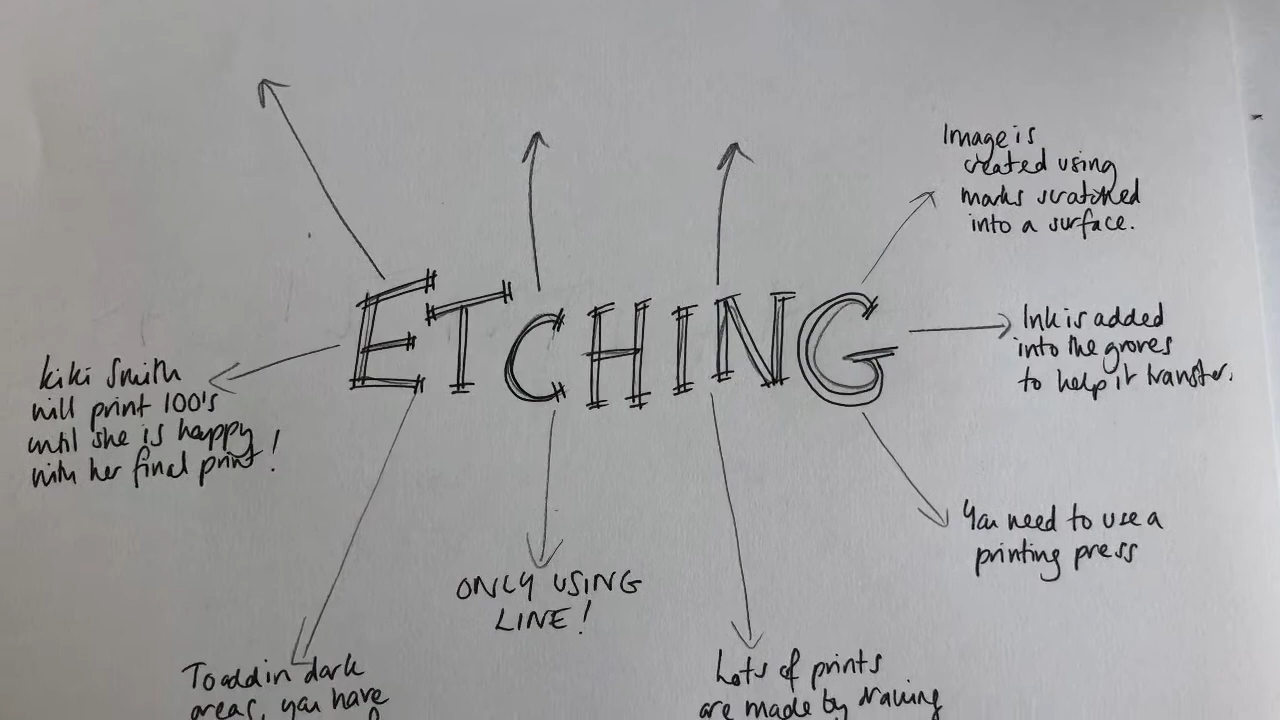 ETCHING
Image is
created using
marks scratched
into a surface.
Ink is added
into the groves
to help it transfer.
You need to use a
printing press
Lots of prints
are made by drawing
ONLY USING
LINE!
To add in dark
areas, you have
kiki Smith
will print 100's
until she is happy
with her final print!